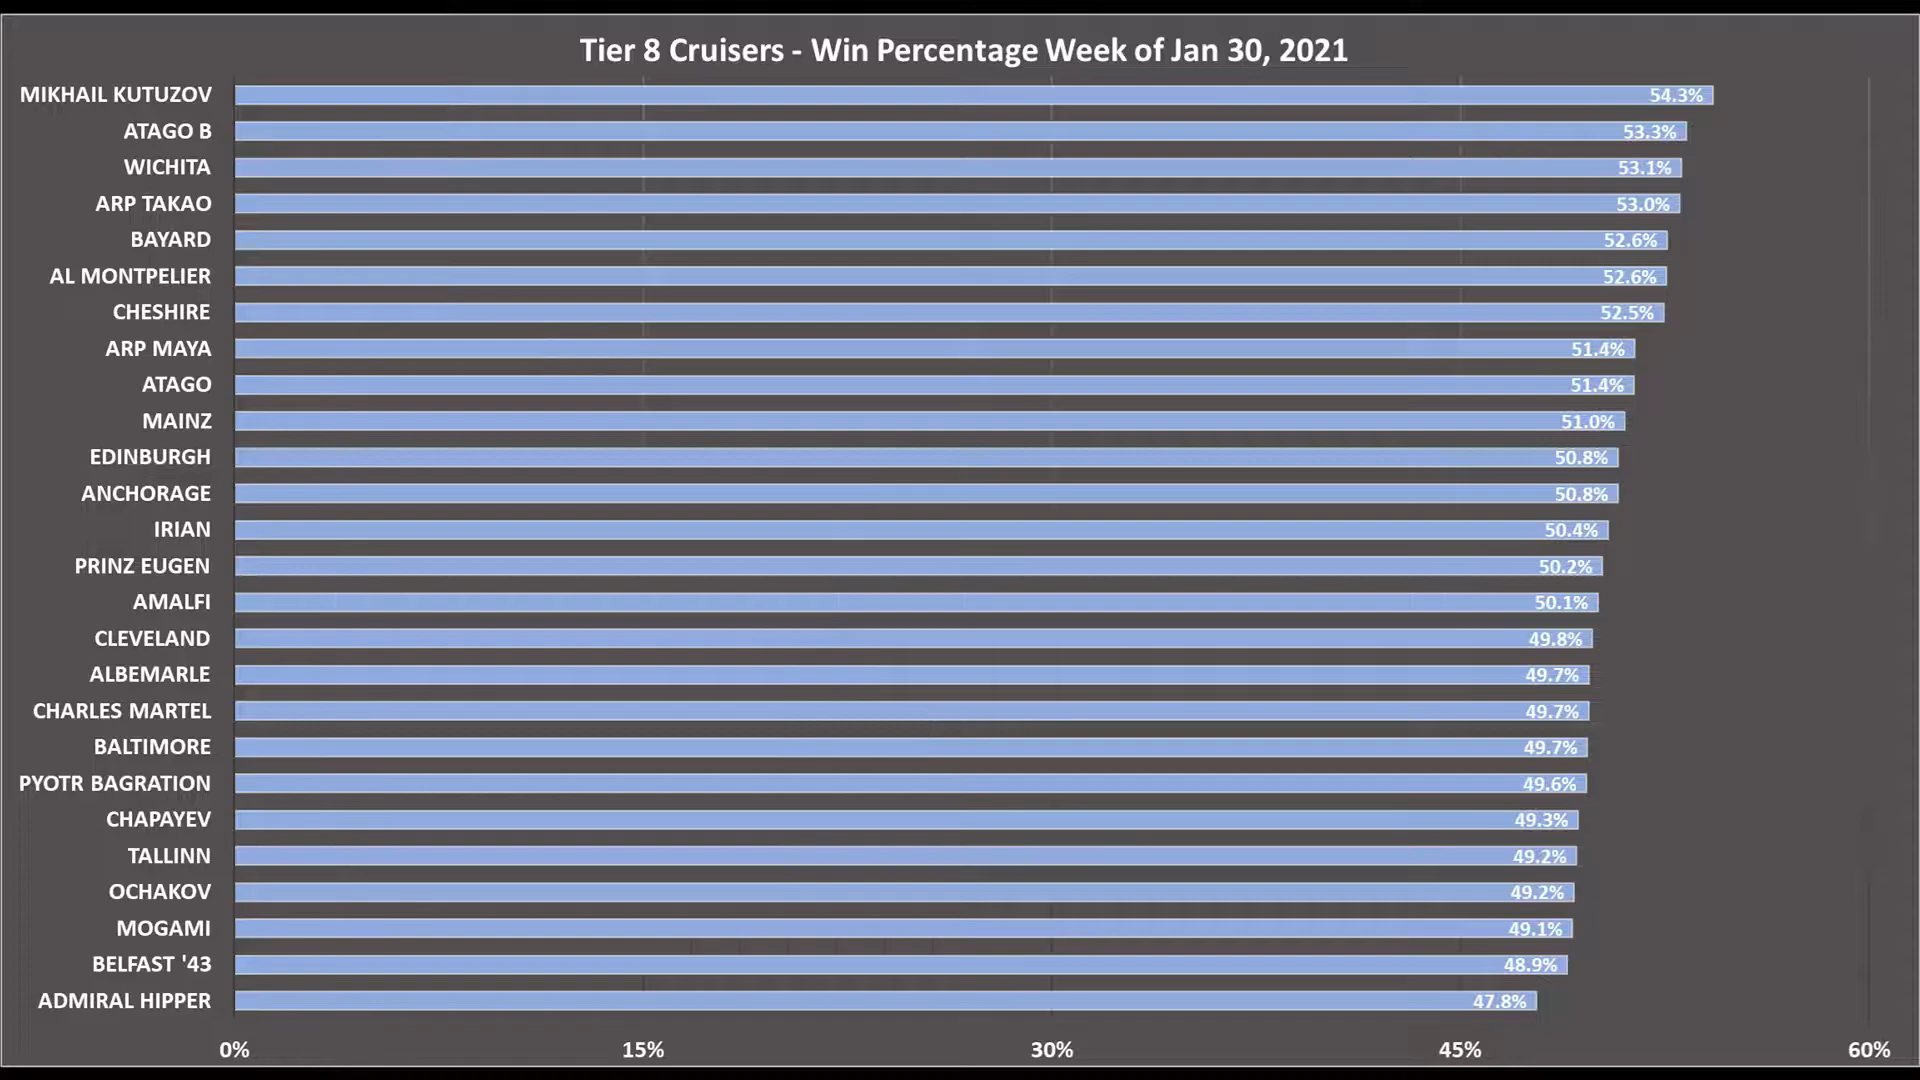 Tier 8 Cruisers - Win Percentage Week of Jan 30, 2021
MIKHAIL KUTUZOV 54.3%
ATAGO B 53.3%
WICHITA 53.1%
ARP TAKAO 53.0%
BAYARD 52.6%
AL MONTPELIER 52.6%
CHESHIRE 52.5%
ARP MAYA 51.4%
ATAGO 51.4%
MAINZ 51.0%
EDINBURGH 50.8%
ANCHORAGE 50.8%
IRIAN 50.4%
PRINZ EUGEN 50.2%
AMALFI 50.1%
CLEVELAND 49.8%
ALBEMARLE 49.7%
CHARLES MARTEL 49.7%
BALTIMORE 49.7%
PYOTR BAGRATION 49.6%
CHAPAYEV 49.3%
TALLINN 49.2%
OCHAKOV 49.2%
MOGAMI 49.1%
BELFAST '43 48.9%
ADMIRAL HIPPER 47.8%
0% 15% 30% 45% 60%